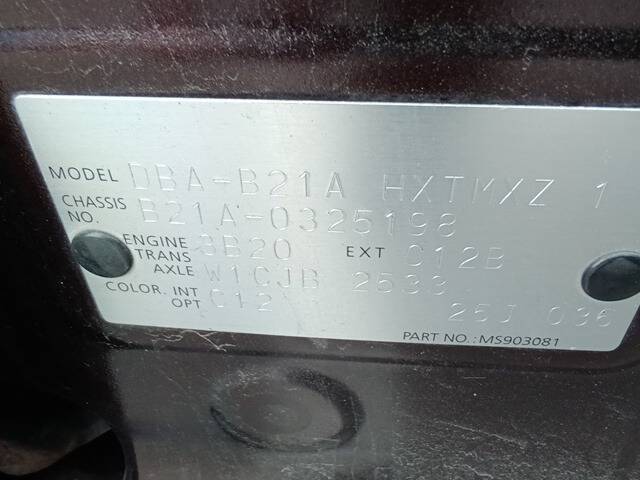 MODEL DBA-B21A HXTMXZ 1
CHASSIS NO. B21A-0325198
ENGINE 3B20 EXT C12B
TRANS AXLE W1CJB 2533
COLOR. INT OPT C12 25J 036
PART NO.: MS903081